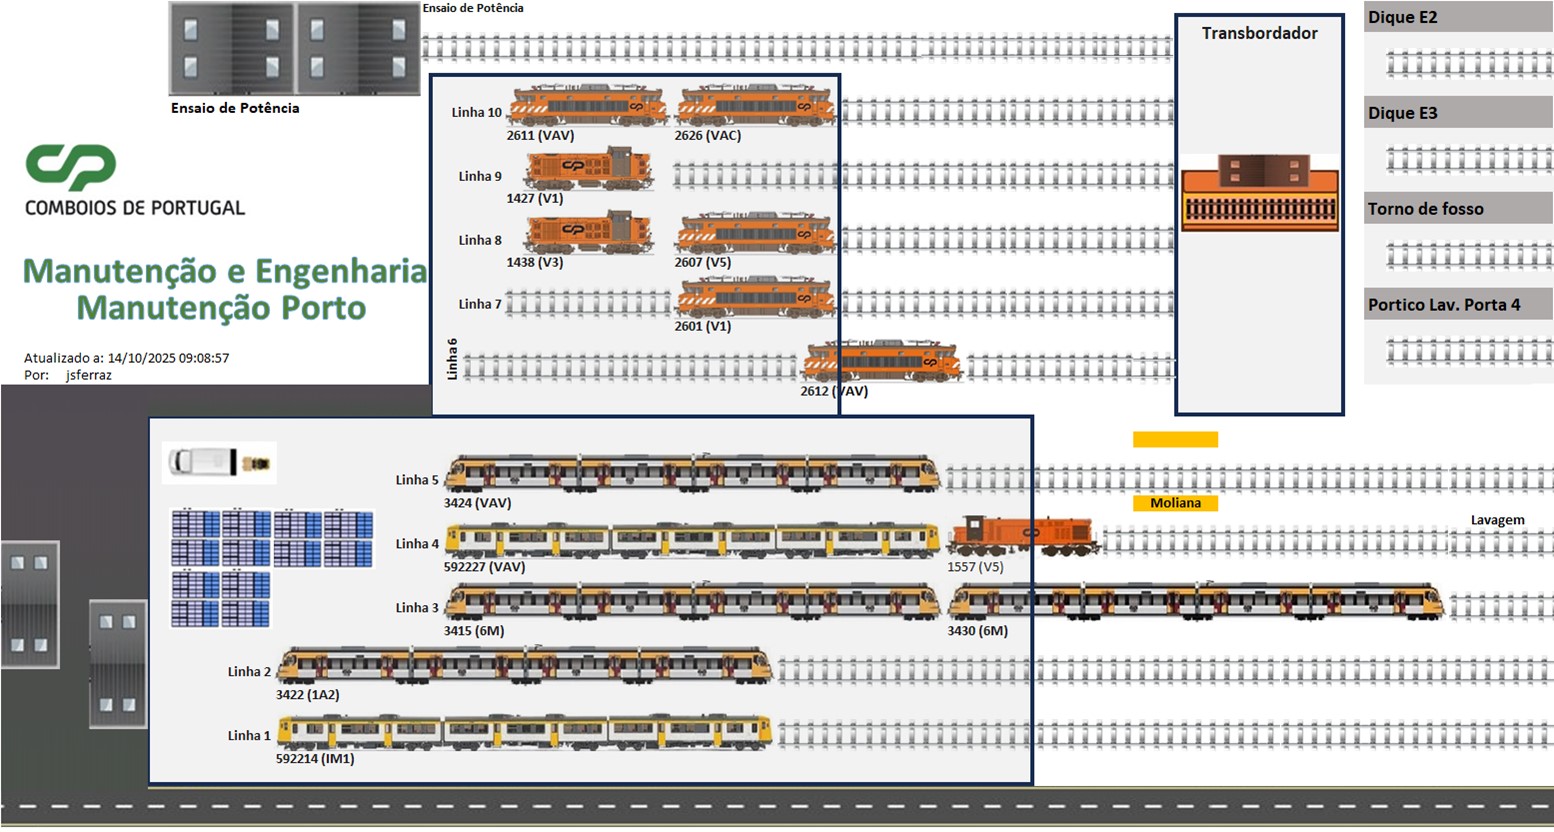 Ensaio de Potência
Ensaio de Potência
CP
COMBOIOS DE PORTUGAL
Manutenção e Engenharia
Manutenção Porto
Atualizado a: 14/10/2025 09:08:57
Por: jsferraz
Transbordador
Dique E2
Dique E3
Torno de fosso
Portico Lav. Porta 4
Linha 10
2611 (VAV)
2626 (VAC)
Linha 9
1427 (V1)
Linha 8
1438 (V3)
2607 (V5)
Linha 7
2601 (V1)
Linha 6
2612 (VAV)
Linha 5
3424 (VAV)
Moliana
Lavagem
Linha 4
592227 (VAV)
1557 (V5)
Linha 3
3415 (6M)
3430 (6M)
Linha 2
3422 (1A2)
Linha 1
592214 (IM1)